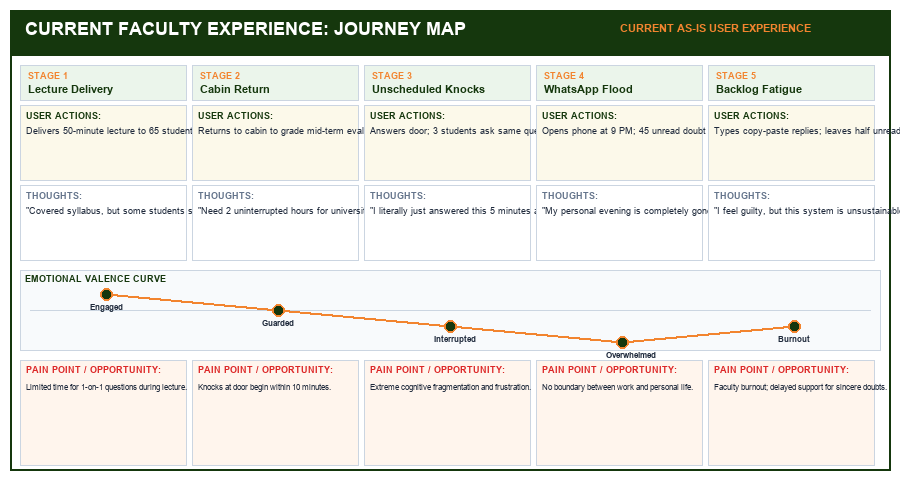 CURRENT FACULTY EXPERIENCE: JOURNEY MAP
CURRENT AS-IS USER EXPERIENCE
STAGE 1
Lecture Delivery
STAGE 2
Cabin Return
STAGE 3
Unscheduled Knocks
STAGE 4
WhatsApp Flood
STAGE 5
Backlog Fatigue
USER ACTIONS:
Delivers 50-minute lecture to 65 student
USER ACTIONS:
Returns to cabin to grade mid-term
USER ACTIONS:
Answers door; 3 students ask same
USER ACTIONS:
Opens phone at 9 PM; 45 unread
USER ACTIONS:
Types copy-paste replies; leaves half
THOUGHTS:
"Covered syllabus, but some students
THOUGHTS:
"Need 2 uninterrupted hours for
THOUGHTS:
"I literally just answered this 5 minutes
THOUGHTS:
"My personal evening is completely
THOUGHTS:
"I feel guilty, but this system is
EMOTIONAL VALENCE CURVE
Engaged
Guarded
Interrupted
Overwhelmed
Burnout
PAIN POINT / OPPORTUNITY:
Limited time for 1-on-1 questions during lecture.
PAIN POINT / OPPORTUNITY:
Knocks at door begin within 10 minutes.
PAIN POINT / OPPORTUNITY:
Extreme cognitive fragmentation and frustration.
PAIN POINT / OPPORTUNITY:
No boundary between work and personal life.
PAIN POINT / OPPORTUNITY:
Faculty burnout; delayed support for sincere doubts.